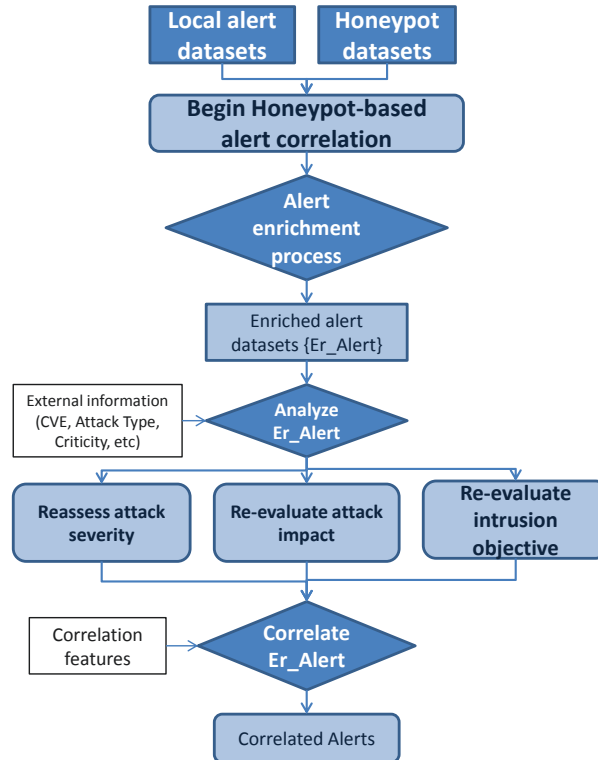 Local alert
datasets
Honeypot
datasets
Begin Honeypot-based
alert correlation
Alert
enrichment
process
Enriched alert
datasets {Er_Alert}
External information
(CVE, Attack Type,
Criticity, etc)
Analyze
Er_Alert
Reassess attack
severity
Re-evaluate attack
impact
Re-evaluate
intrusion
objective
Correlation
features
Correlate
Er_Alert
Correlated Alerts